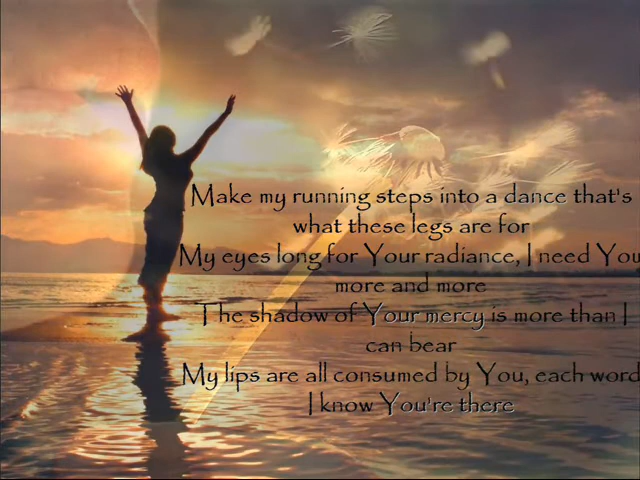 Make my running steps into a dance that's
what these legs are for
My eyes long for Your radiance, I need You
more and more
The shadow of Your mercy is more than I
can bear
My lips are all consumed by You, each word
I know You're there